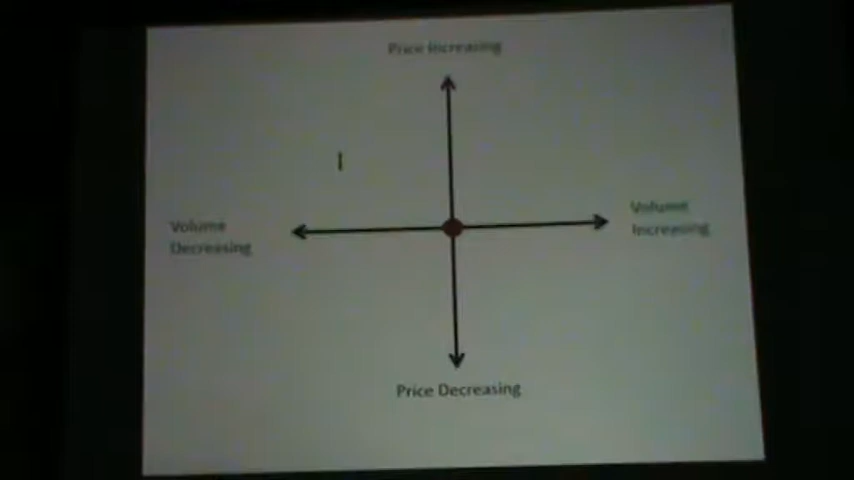 Price Increasing
Volume
Decreasing
Volume
Increasing
Price Decreasing